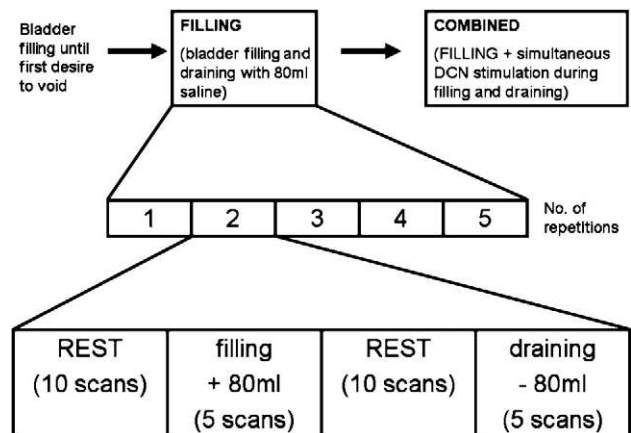 Bladder
filling until
first desire
to void
FILLING
(bladder filling and
draining with 80ml
saline)
COMBINED
(FILLING + simultaneous
DCN stimulation during
filling and draining)
1 2 3 4 5
No. of
repetitions
REST
(10 scans)
filling
+ 80ml
(5 scans)
REST
(10 scans)
draining
- 80ml
(5 scans)